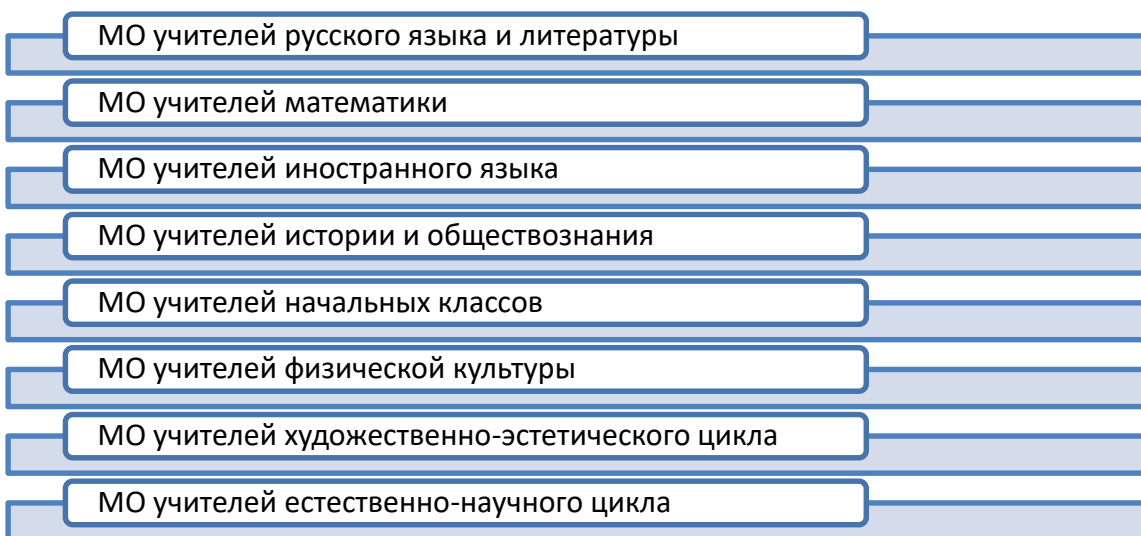 МО учителей русского языка и литературы
МО учителей математики
МО учителей иностранного языка
МО учителей истории и обществознания
МО учителей начальных классов
МО учителей физической культуры
МО учителей художественно-эстетического цикла
МО учителей естественно-научного цикла